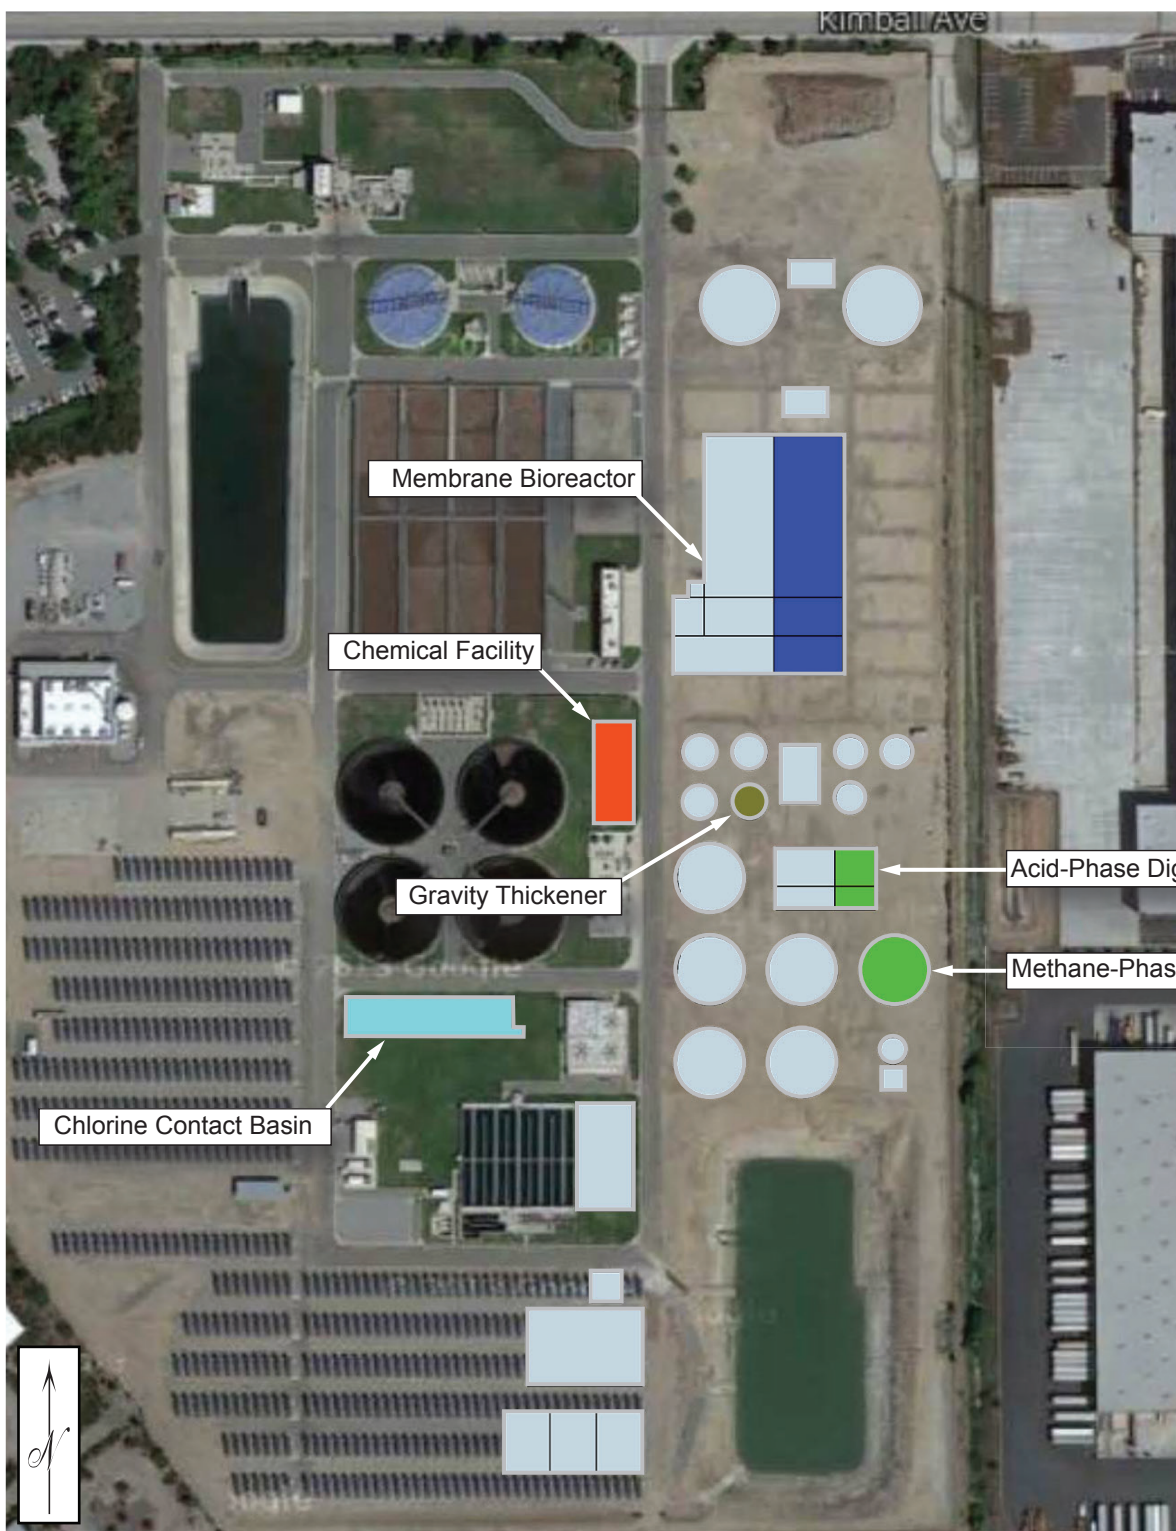 Kimball Ave
Membrane Bioreactor
Chemical Facility
Gravity Thickener
Acid-Phase Dig
Methane-Phas
Chlorine Contact Basin
N